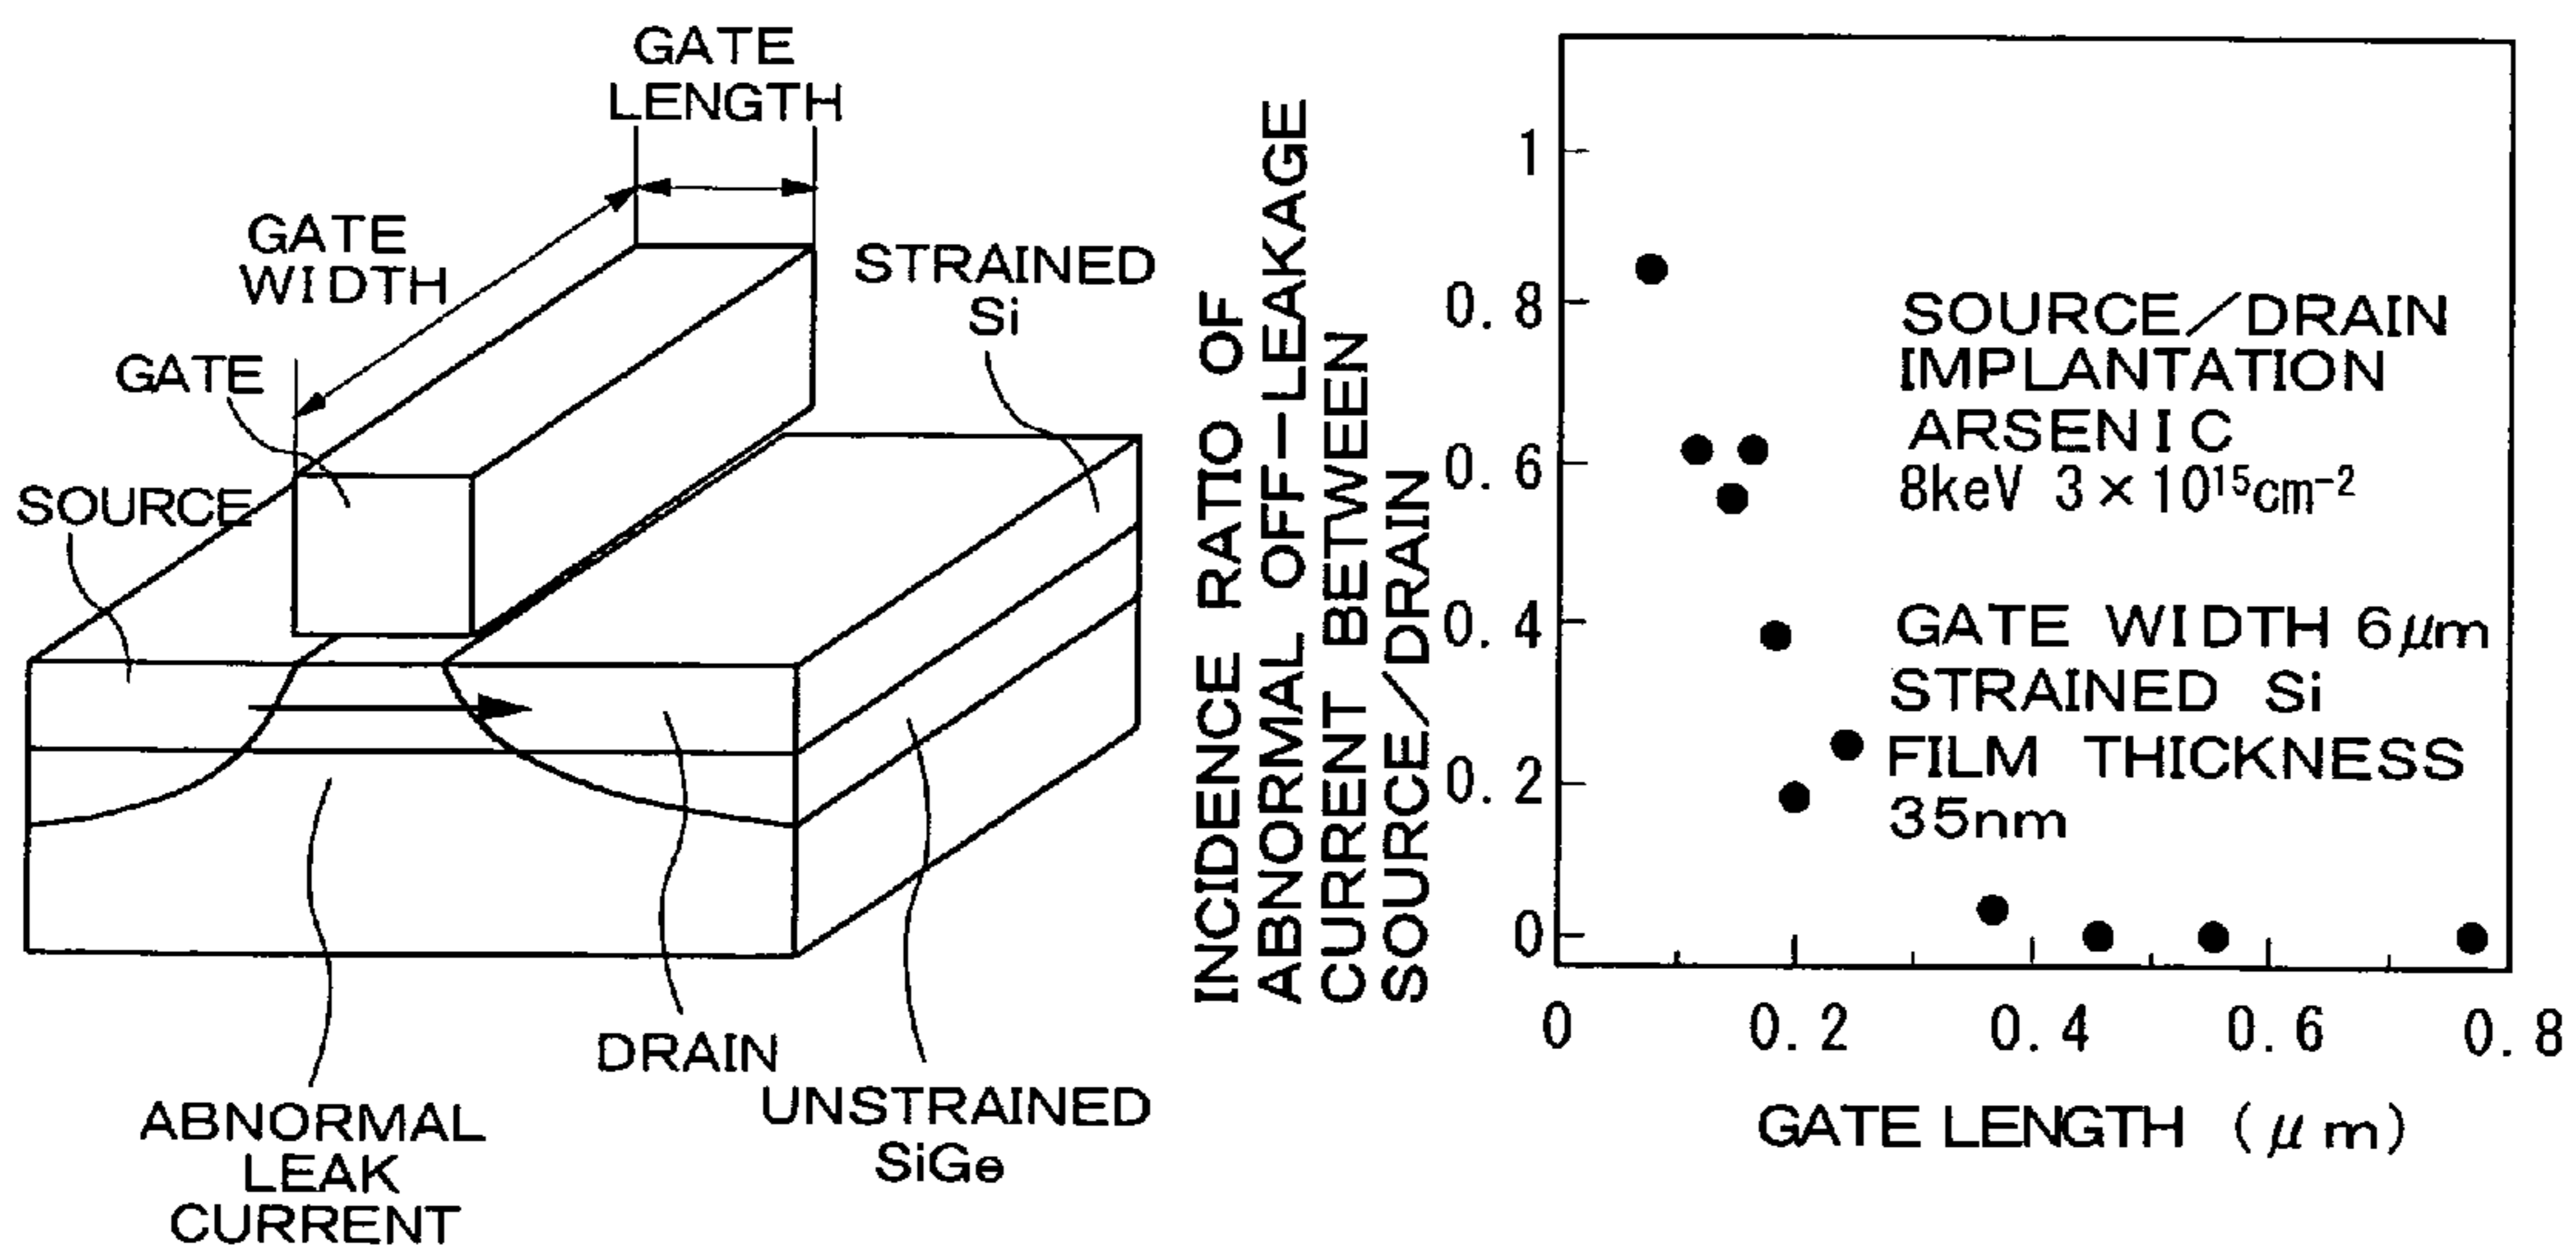 GATE
LENGTH
GATE
WIDTH
GATE
SOURCE
STRAINED
Si
DRAIN
UNSTRAINED
SiGe
ABNORMAL
LEAK
CURRENT
INCIDENCE RATIO OF
ABNORMAL OFF-LEAKAGE
CURRENT BETWEEN
SOURCE/DRAIN
1
0.8
0.6
0.4
0.2
0
SOURCE/DRAIN
IMPLANTATION
ARSENIC
8keV 3×10¹⁵cm⁻²
GATE WIDTH 6μm
STRAINED Si
FILM THICKNESS
35nm
0 0.2 0.4 0.6 0.8
GATE LENGTH (μm)